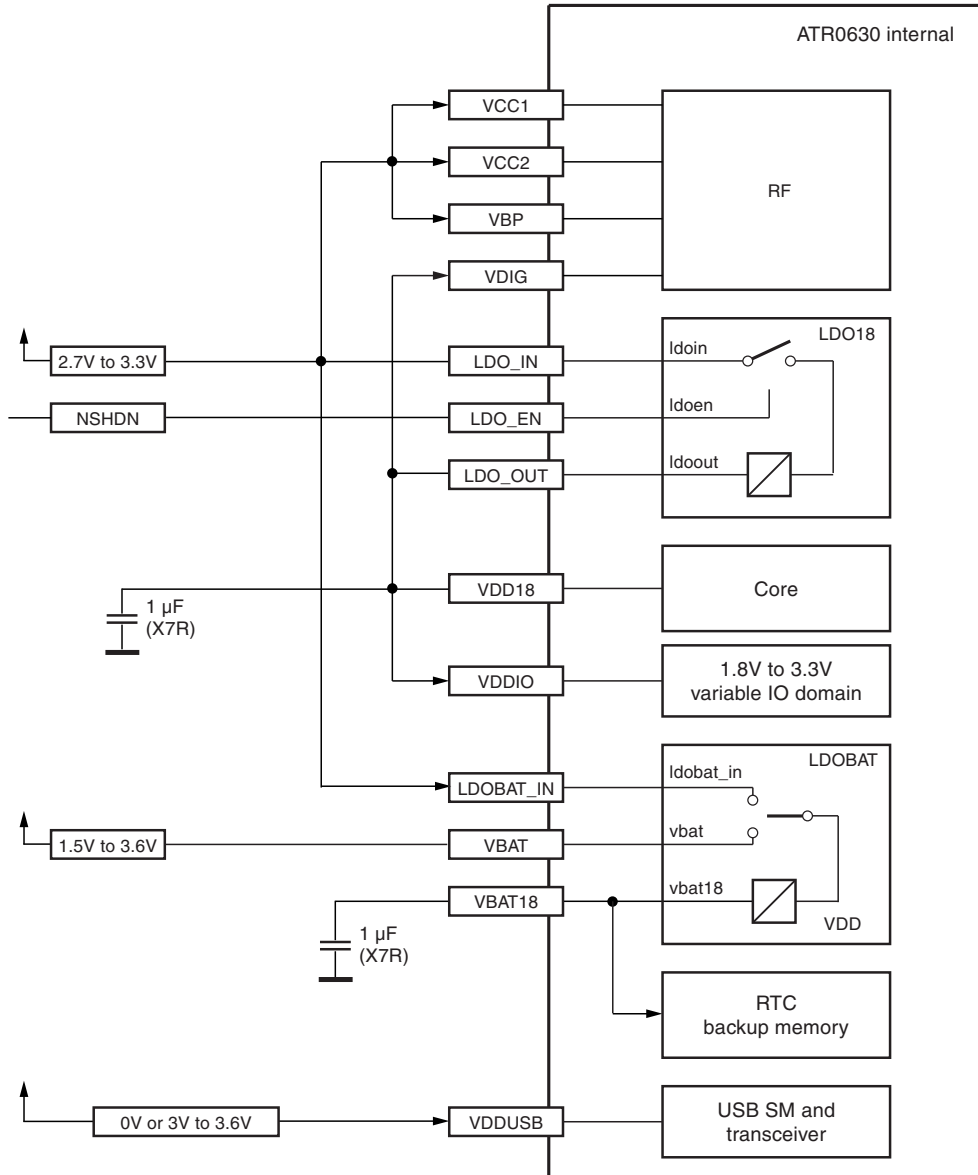 ATR0630 internal
VCC1
VCC2
VBP
VDIG
RF
2.7V to 3.3V
LDO_IN
ldoin
LDO18
NSHDN
LDO_EN
ldoen
LDO_OUT
ldoout
1 µF
(X7R)
VDD18
Core
VDDIO
1.8V to 3.3V
variable IO domain
LDOBAT_IN
ldobat_in
LDOBAT
1.5V to 3.6V
VBAT
vbat
VBAT18
vbat18
VDD
1 µF
(X7R)
RTC
backup memory
0V or 3V to 3.6V
VDDUSB
USB SM and
transceiver